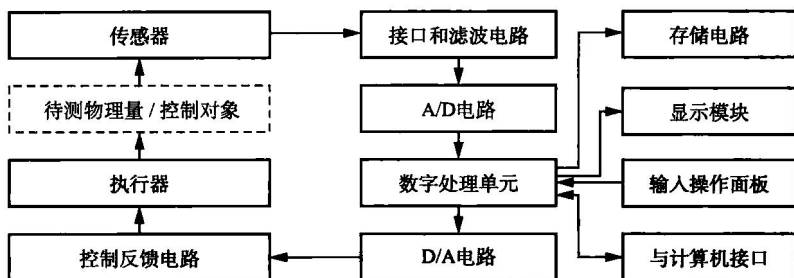 传感器
接口和滤波电路
存储电路
待测物理量 / 控制对象
A/D电路
显示模块
执行器
数字处理单元
输入操作面板
控制反馈电路
D/A电路
与计算机接口